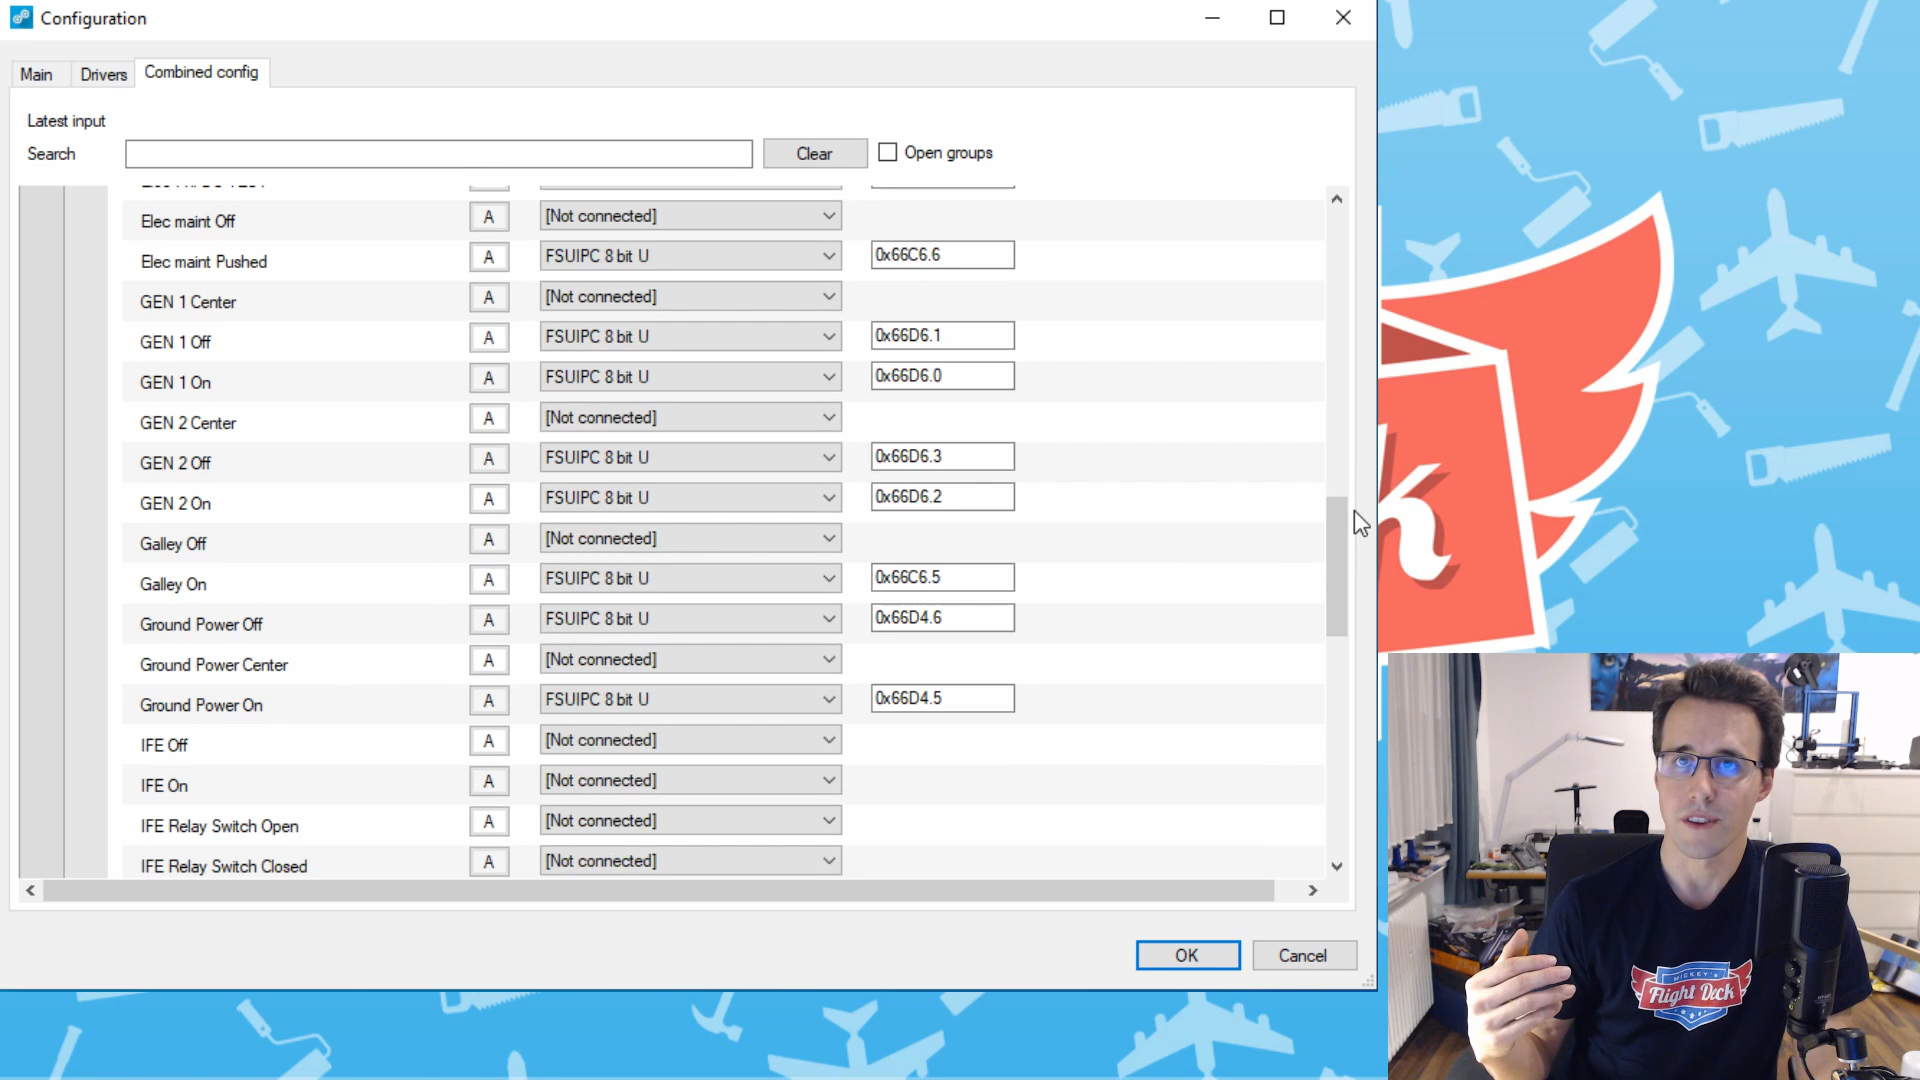 Configuration
Main Drivers Combined config
Latest input
Search Clear Open groups
Elec maint Off A [Not connected]
Elec maint Pushed A FSUIPC 8 bit U 0x66C6.6
GEN 1 Center A [Not connected]
GEN 1 Off A FSUIPC 8 bit U 0x66D6.1
GEN 1 On A FSUIPC 8 bit U 0x66D6.0
GEN 2 Center A [Not connected]
GEN 2 Off A FSUIPC 8 bit U 0x66D6.3
GEN 2 On A FSUIPC 8 bit U 0x66D6.2
Galley Off A [Not connected]
Galley On A FSUIPC 8 bit U 0x66C6.5
Ground Power Off A FSUIPC 8 bit U 0x66D4.6
Ground Power Center A [Not connected]
Ground Power On A FSUIPC 8 bit U 0x66D4.5
IFE Off A [Not connected]
IFE On A [Not connected]
IFE Relay Switch Open A [Not connected]
IFE Relay Switch Closed A [Not connected]
OK Cancel
k
MICKEY'S
Flight Deck